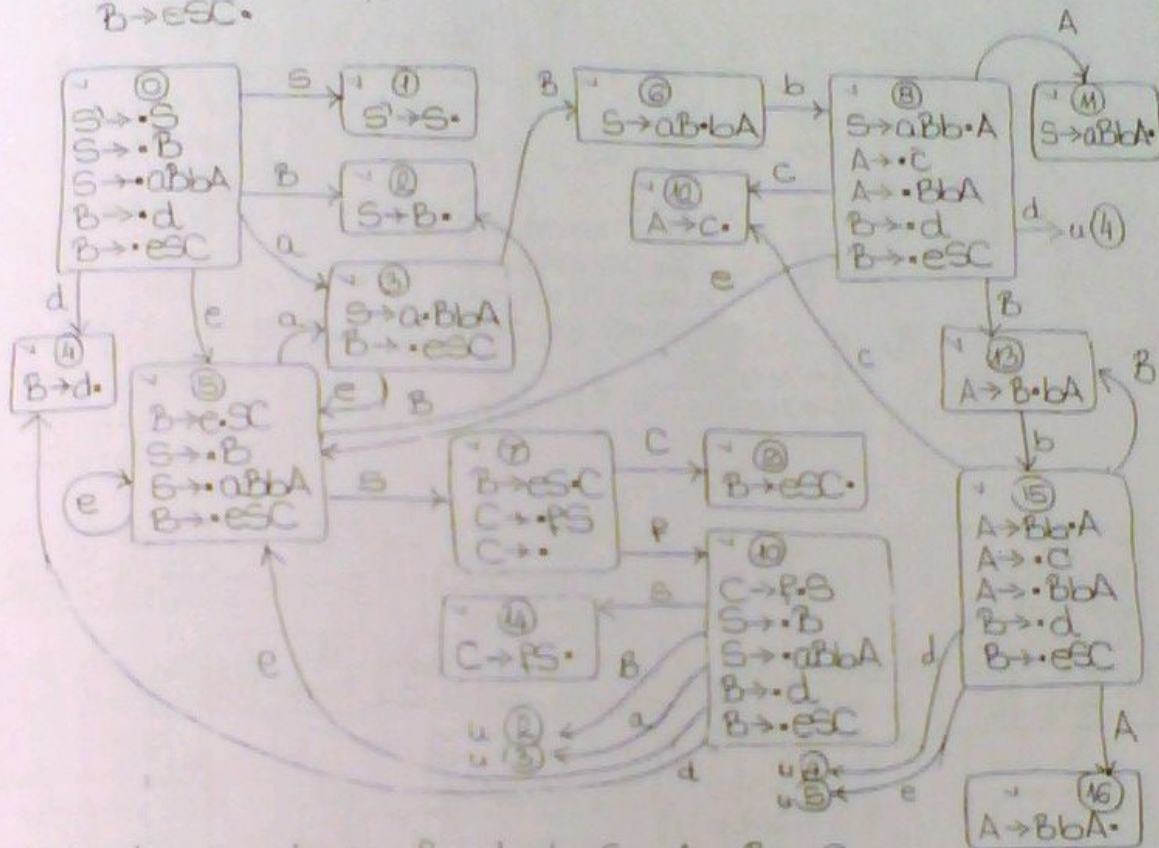 B→eSC•
0
S'→•S
S→•B
S→•aBbA
B→•d
B→•eSC
S
1
S'→S•
B
2
S→B•
a
3
S→a•BbA
B→•eSC
d
4
B→d•
e
5
B→e•SC
S→•B
S→•aBbA
B→•eSC
a
e
B
e
S
B
6
S→aB•bA
b
S→aBb•A
A→•c
A→•BbA
B→•d
B→•eSC
A
11
S→aBbA•
c
12
A→c•
d
u 4
e
B
13
A→B•bA
B
b
15
A→Bb•A
A→•c
A→•BbA
B→•d
B→•eSC
c
7
B→eS•C
C→•PS
C→•
C
8
B→eSC•
P
10
C→P•S
S→•B
S→•aBbA
B→•d
B→•eSC
S
14
C→PS•
B
u 2
a
u 3
e
d
d
u 4
e
u 5
A
16
A→BbA•